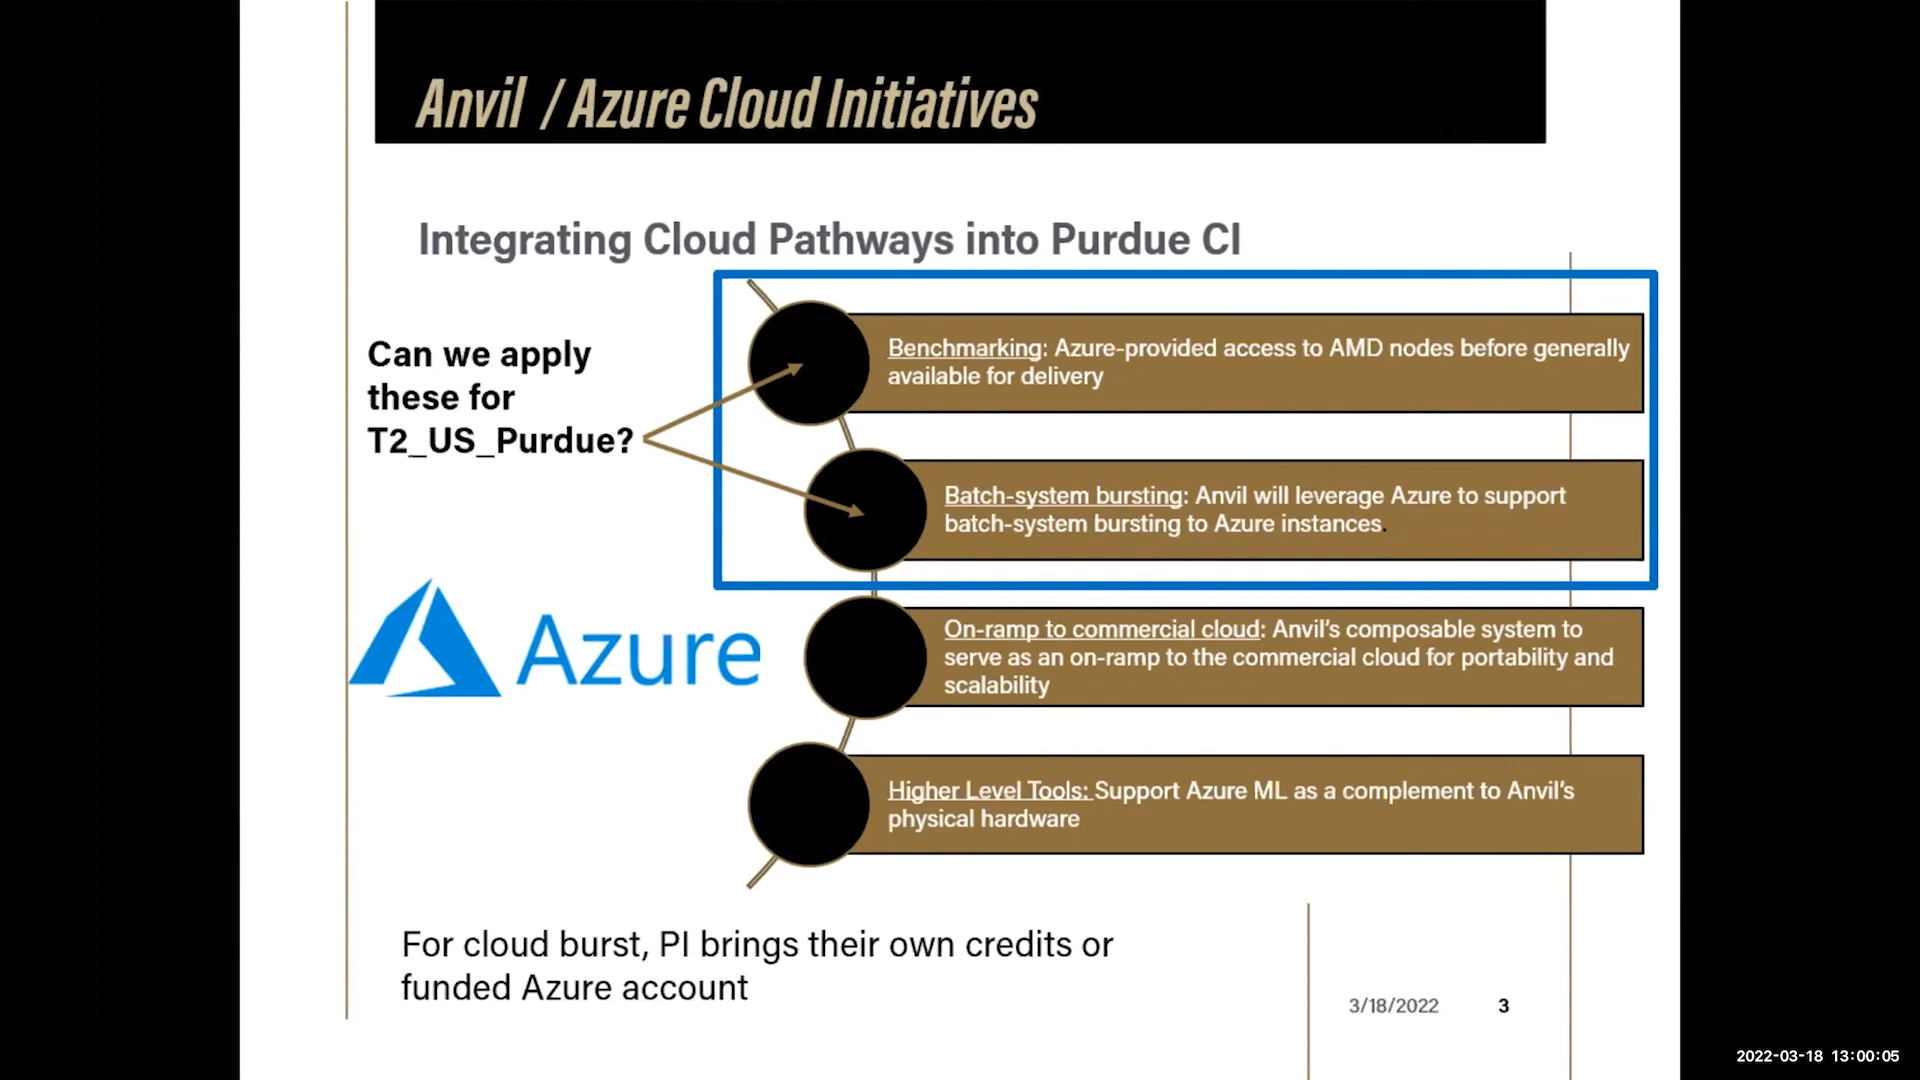 Anvil / Azure Cloud Initiatives
Integrating Cloud Pathways into Purdue CI
Can we apply
these for
T2_US_Purdue?
Benchmarking: Azure-provided access to AMD nodes before generally
available for delivery
Batch-system bursting: Anvil will leverage Azure to support
batch-system bursting to Azure instances.
Azure
On-ramp to commercial cloud: Anvil’s composable system to
serve as an on-ramp to the commercial cloud for portability and
scalability
Higher Level Tools: Support Azure ML as a complement to Anvil’s
physical hardware
For cloud burst, PI brings their own credits or
funded Azure account
3/18/2022 3
2022-03-18 13:00:05